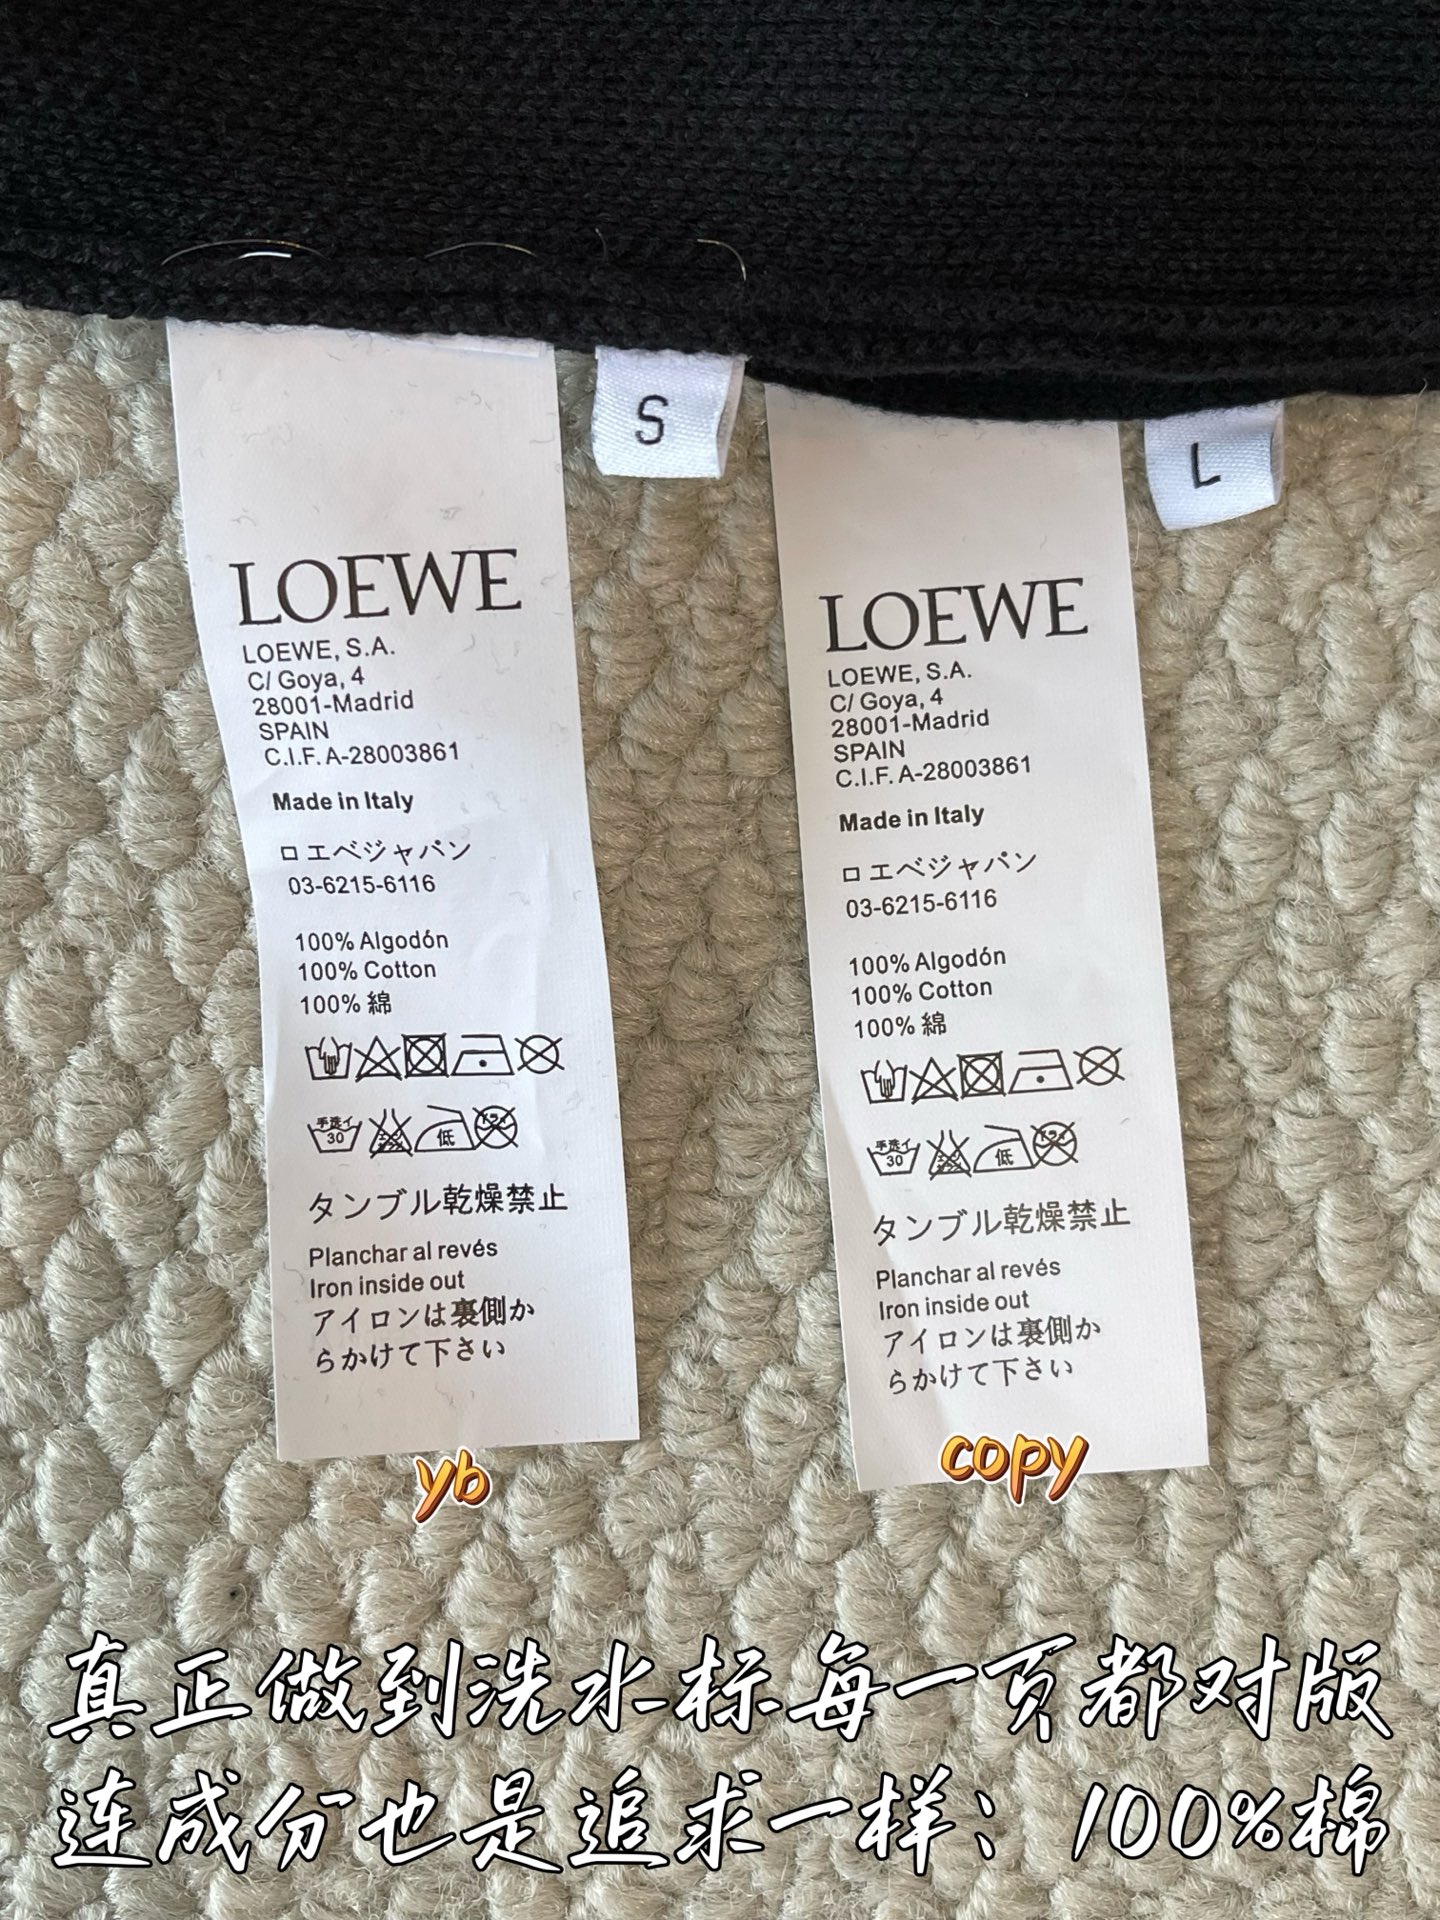 S
LOEWE
LOEWE, S.A.
C/ Goya, 4
28001-Madrid
SPAIN
C.I.F. A-28003861
Made in Italy
ロエベジャパン
03-6215-6116
100% Algodón
100% Cotton
100% 綿
手洗イ
30
低
タンブル乾燥禁止
Planchar al revés
Iron inside out
アイロンは裏側か
らかけて下さい
yb
L
LOEWE
LOEWE, S.A.
C/ Goya, 4
28001-Madrid
SPAIN
C.I.F. A-28003861
Made in Italy
ロエベジャパン
03-6215-6116
100% Algodón
100% Cotton
100% 綿
手洗イ
30
低
タンブル乾燥禁止
Planchar al revés
Iron inside out
アイロンは裏側か
らかけて下さい
copy
真正做到洗水标每一页都对版
连成分也是追求一样：100%棉